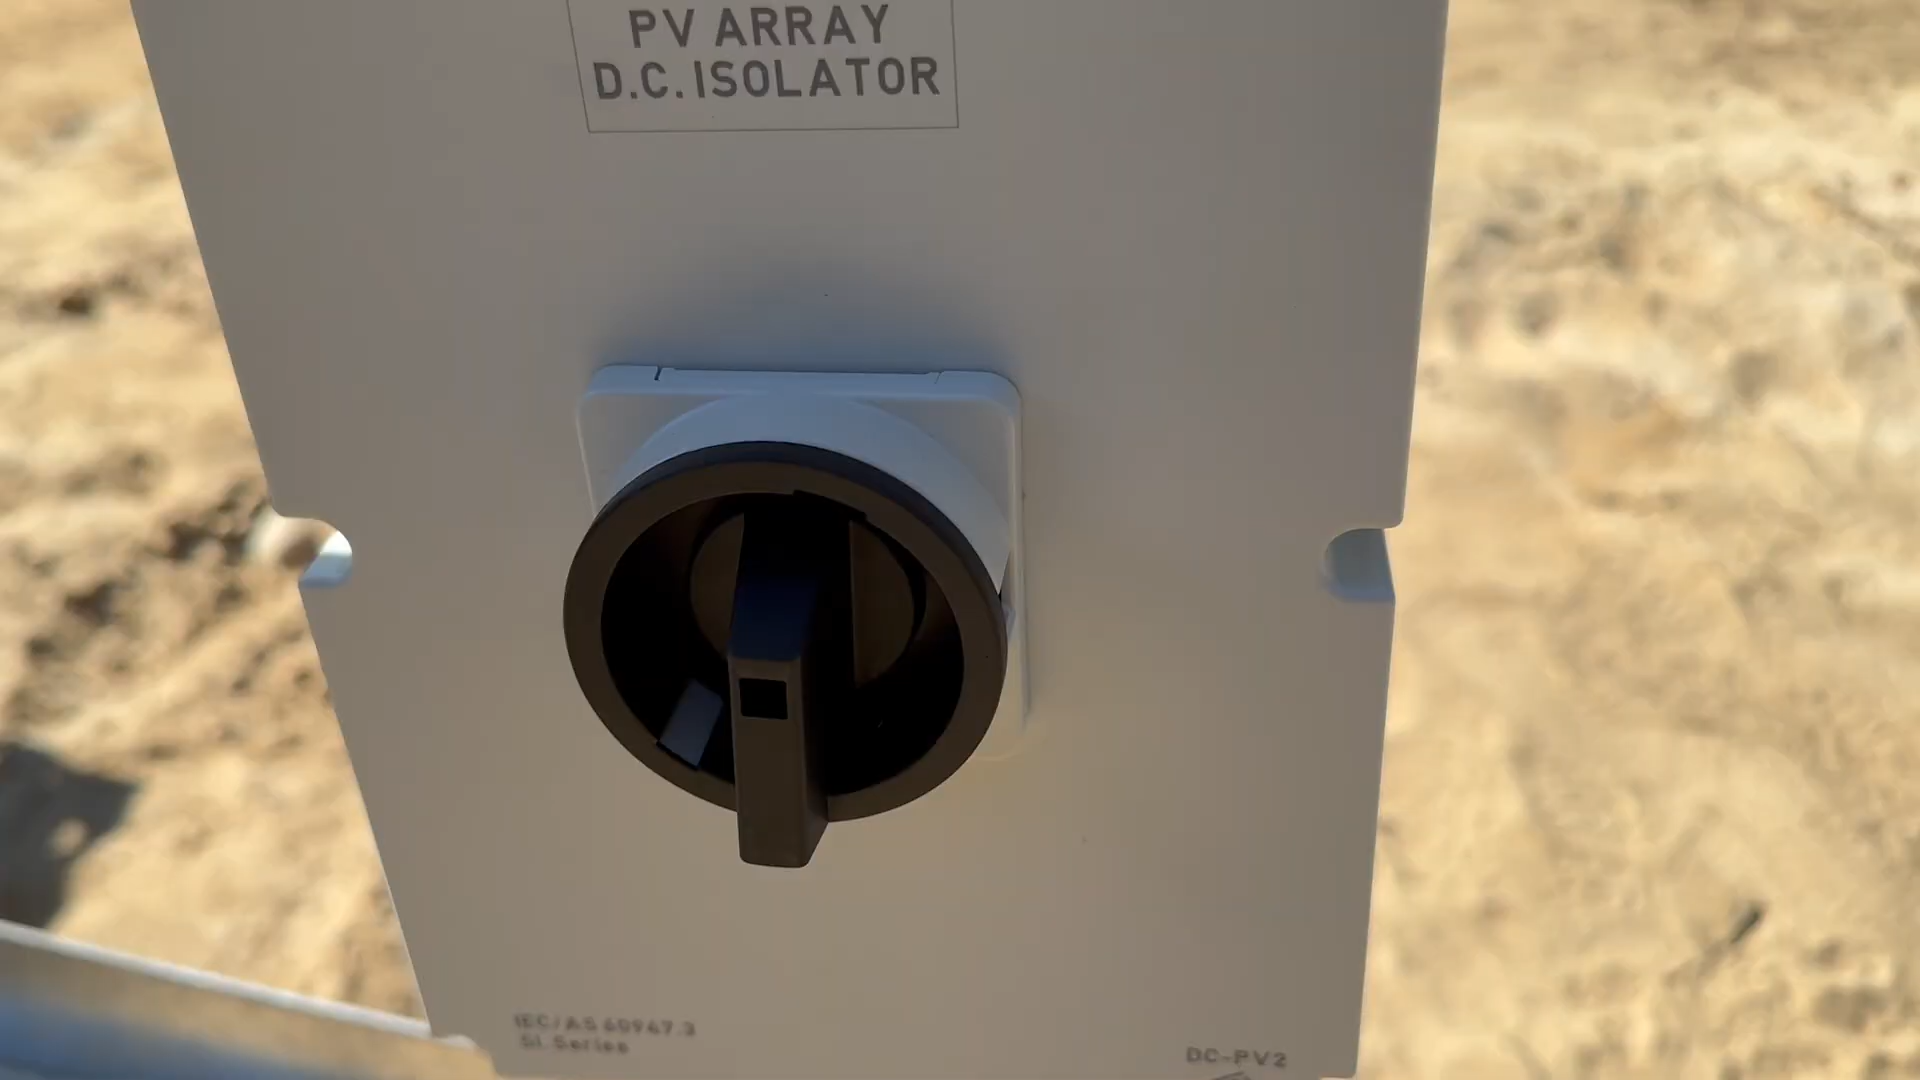 PV ARRAY
D.C. ISOLATOR
IEC/AS 60947.3
SI. Series
DC-PV2